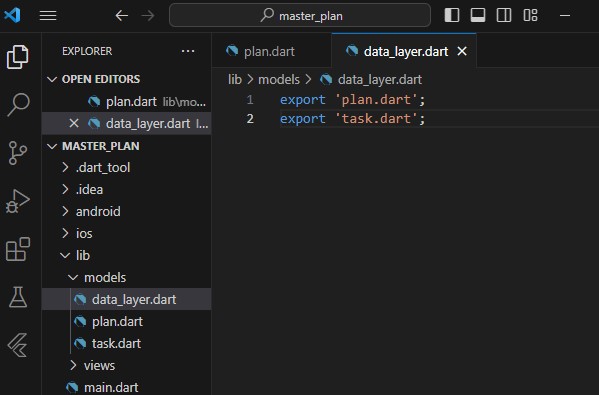 master_plan
EXPLORER
OPEN EDITORS
plan.dart lib\mo...
data_layer.dart l...
MASTER_PLAN
.dart_tool
.idea
android
ios
lib
models
data_layer.dart
plan.dart
task.dart
views
main.dart
plan.dart
data_layer.dart
lib > models > data_layer.dart
1 export 'plan.dart';
2 export 'task.dart';